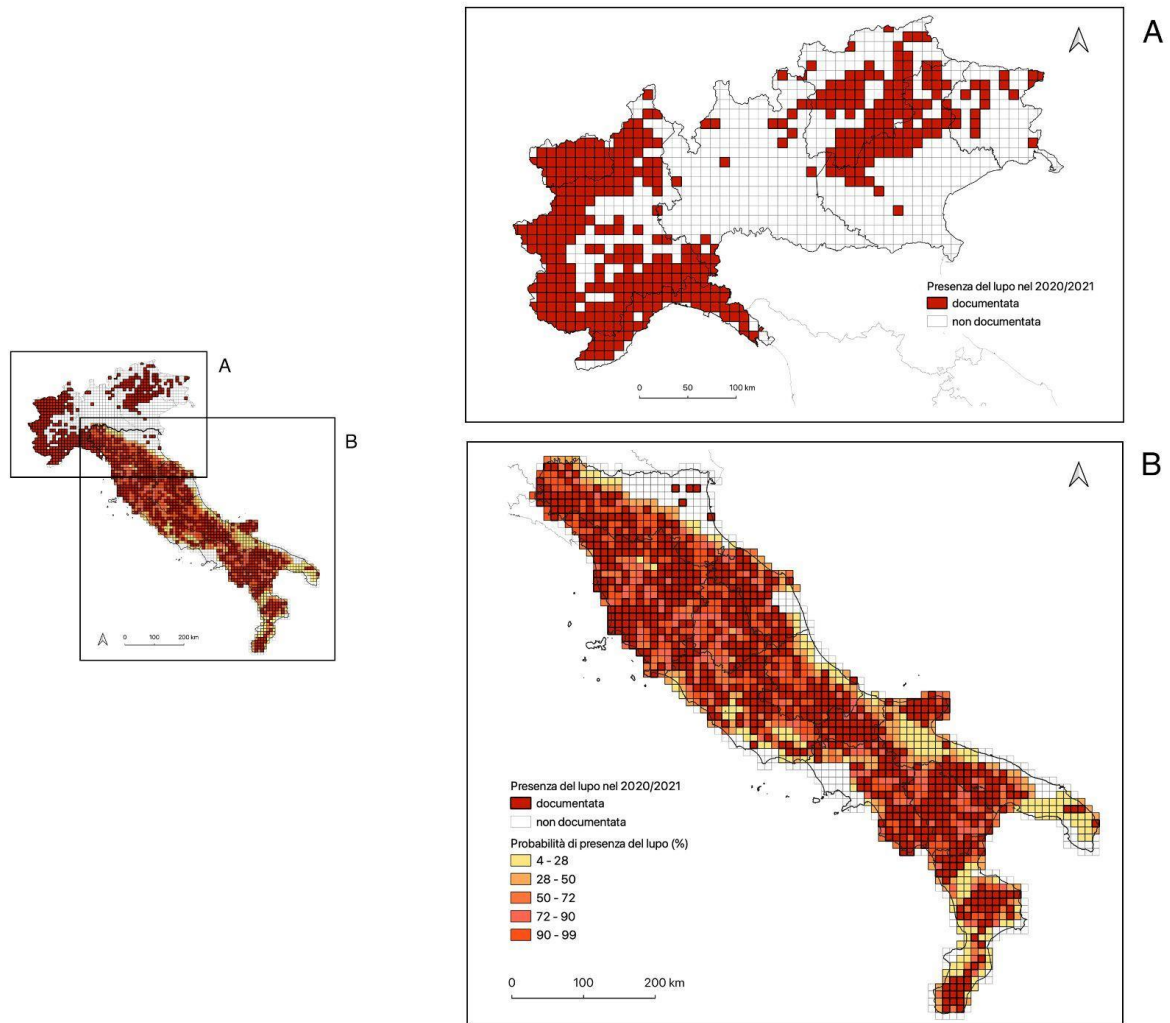 A
B
0 100 200 km
A
Presenza del lupo nel 2020/2021
documentata
non documentata
0 50 100 km
B
Presenza del lupo nel 2020/2021
documentata
non documentata
Probabilità di presenza del lupo (%)
4 - 28
28 - 50
50 - 72
72 - 90
90 - 99
0 100 200 km